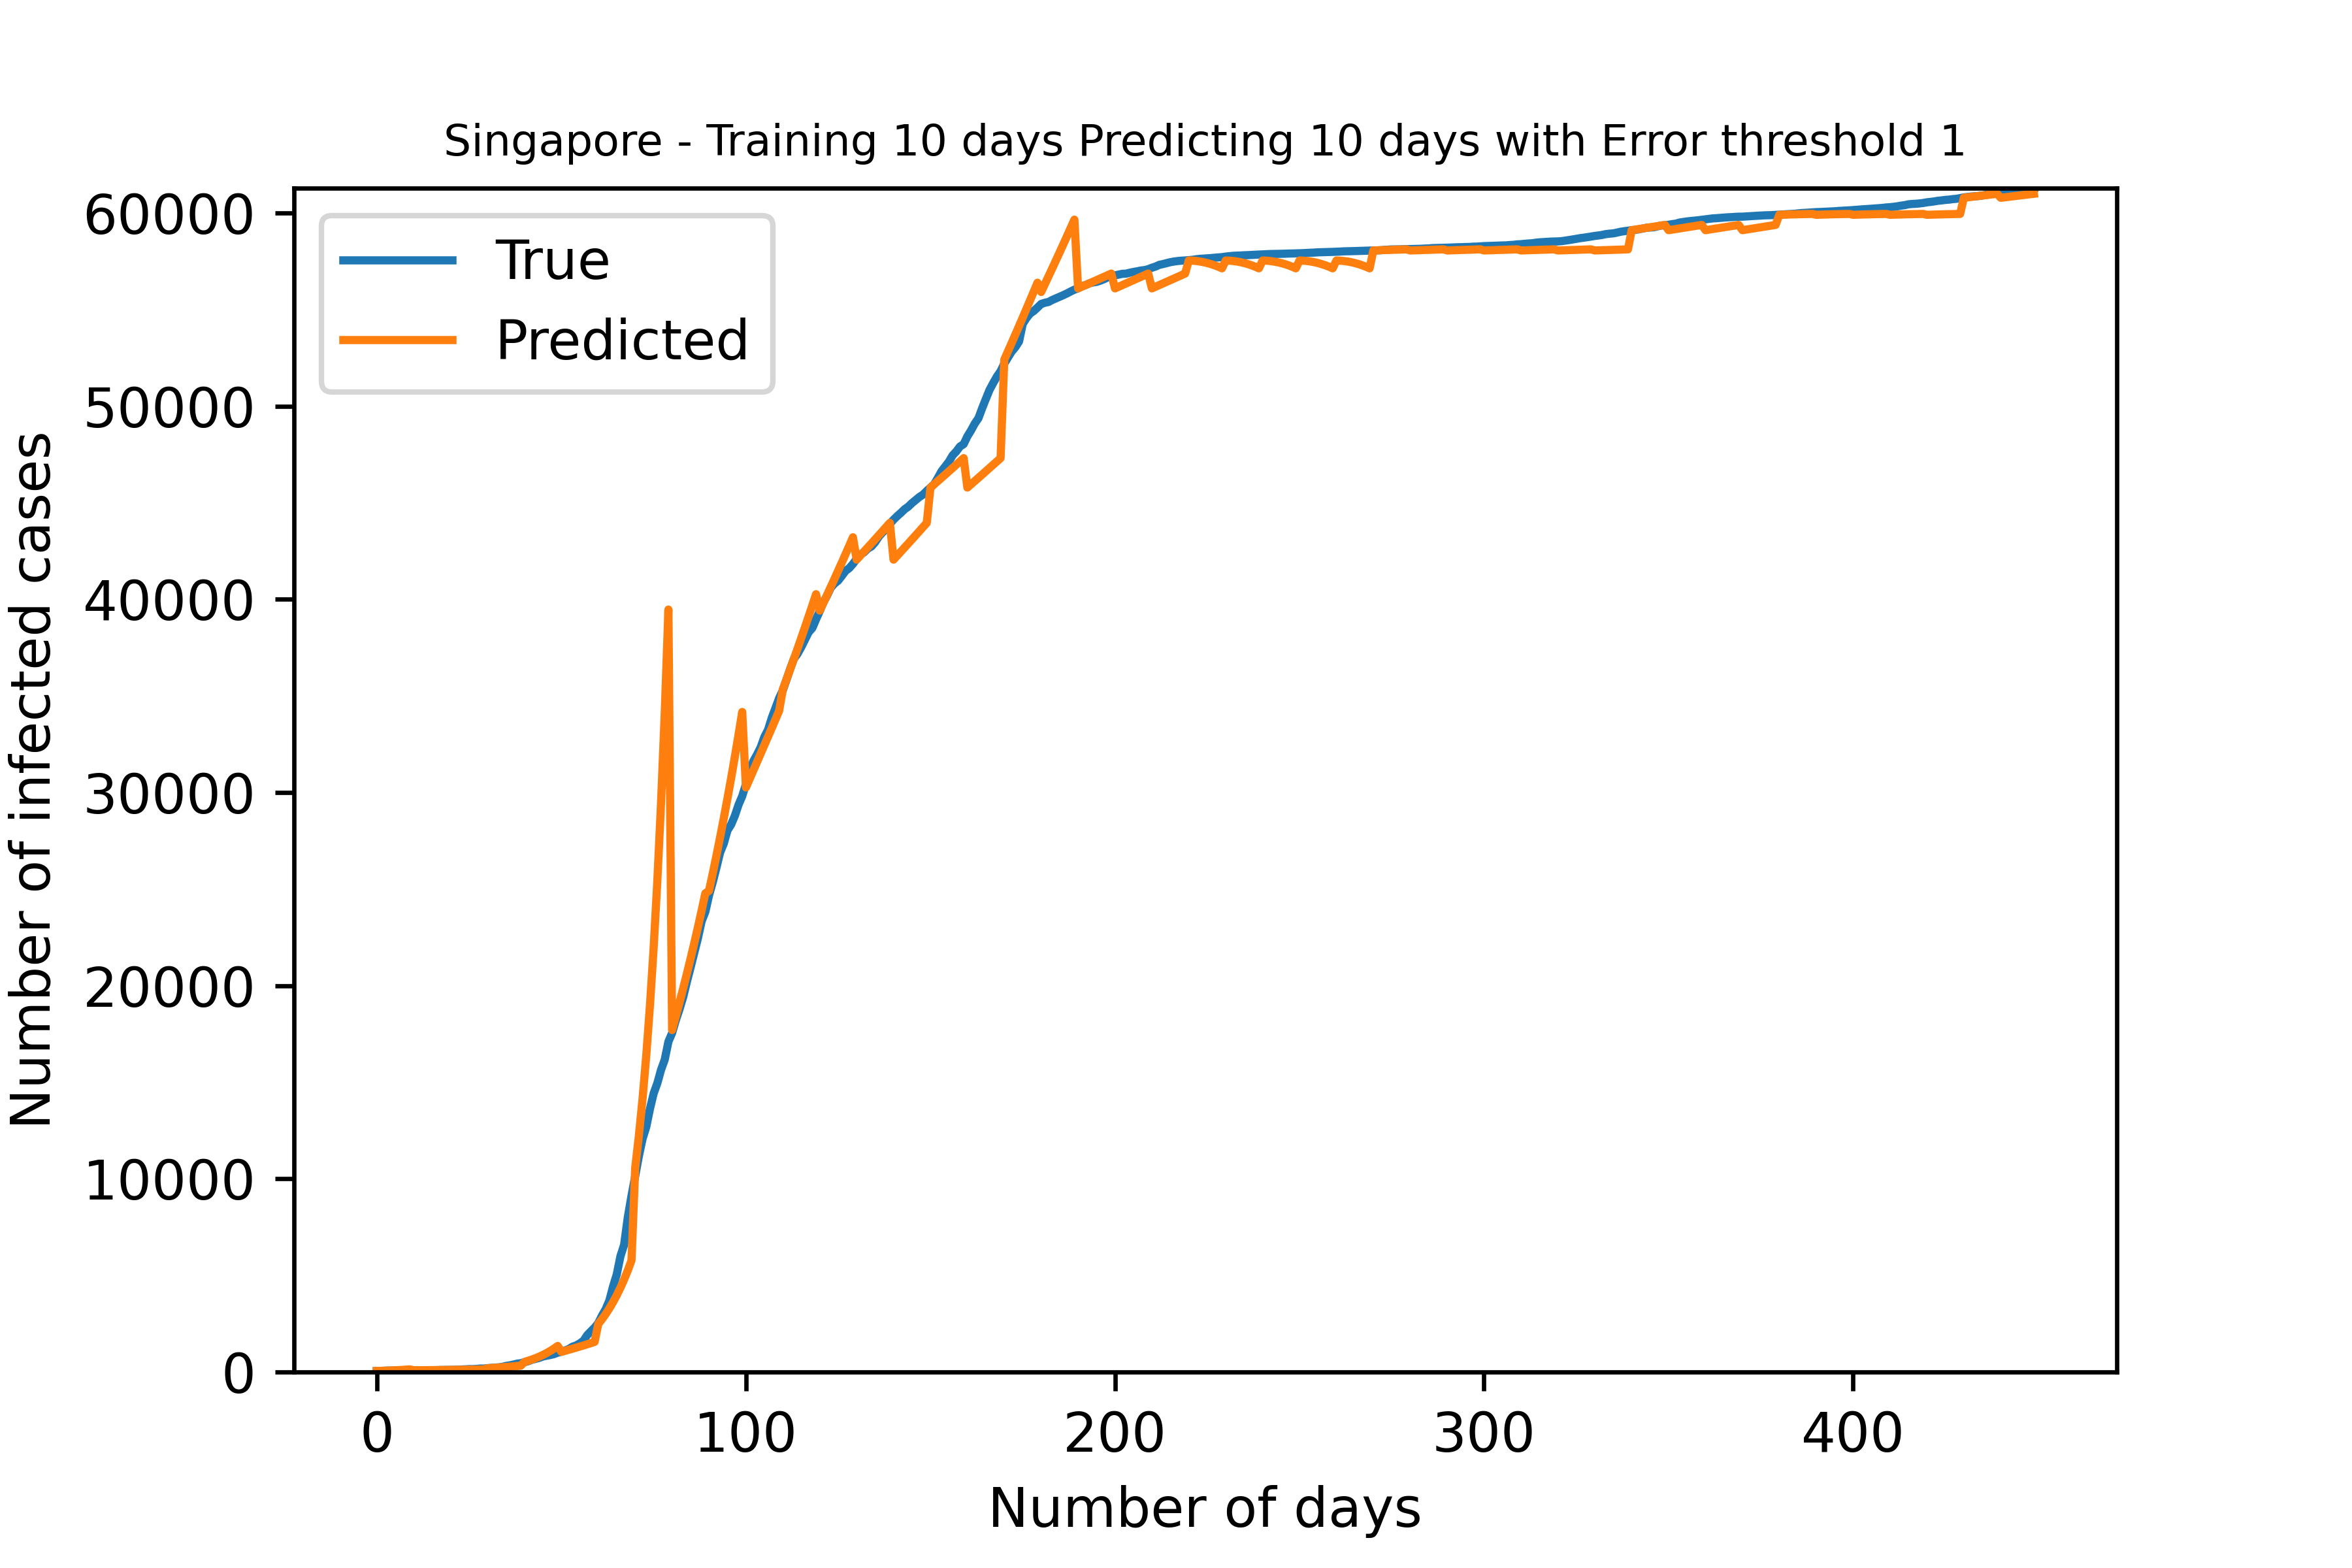 Singapore - Training 10 days Predicting 10 days with Error threshold 1
True
Predicted
Number of infected cases
60000
50000
40000
30000
20000
10000
0
0 100 200 300 400
Number of days